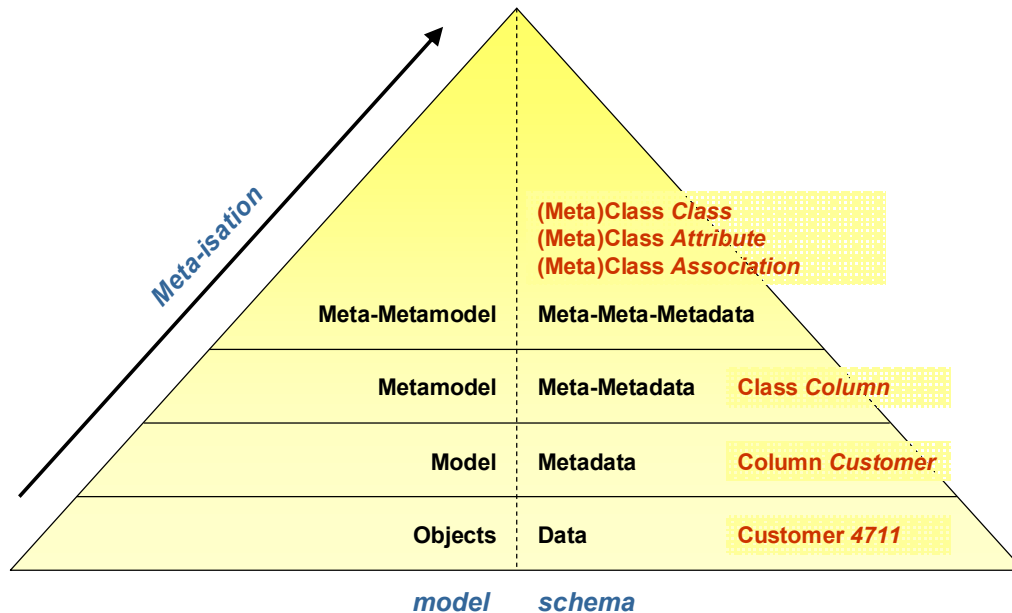 Meta-isation
(Meta)Class Class
(Meta)Class Attribute
(Meta)Class Association
Meta-Metamodel Meta-Meta-Metadata
Metamodel Meta-Metadata Class Column
Model Metadata Column Customer
Objects Data Customer 4711
model schema